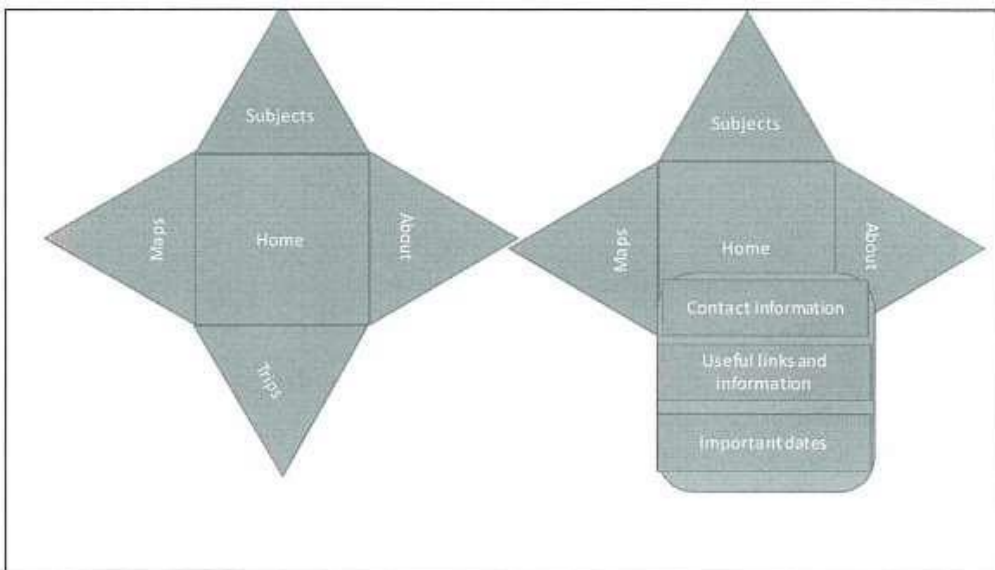 Subjects
Maps
Home
About
Trips
Subjects
Maps
Home
About
Contact information
Useful links and
information
Important dates